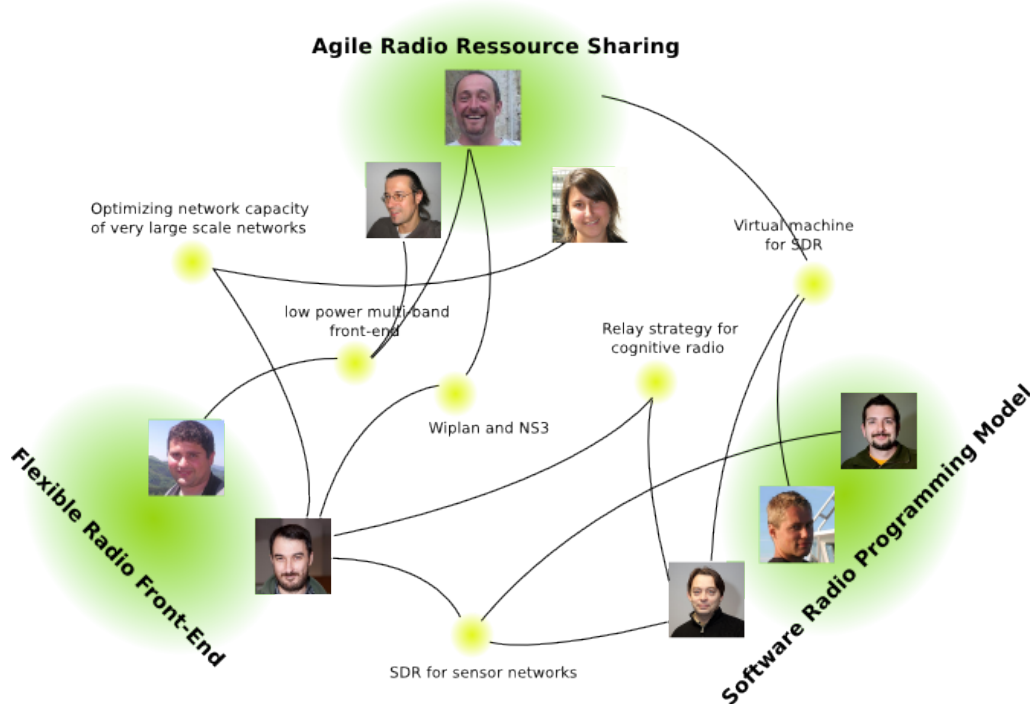 Agile Radio Ressource Sharing
Optimizing network capacity
of very large scale networks
Virtual machine
for SDR
low power multi-band
front-end
Relay strategy for
cognitive radio
Wiplan and NS3
Flexible Radio Front-End
Software Radio Programming Model
SDR for sensor networks